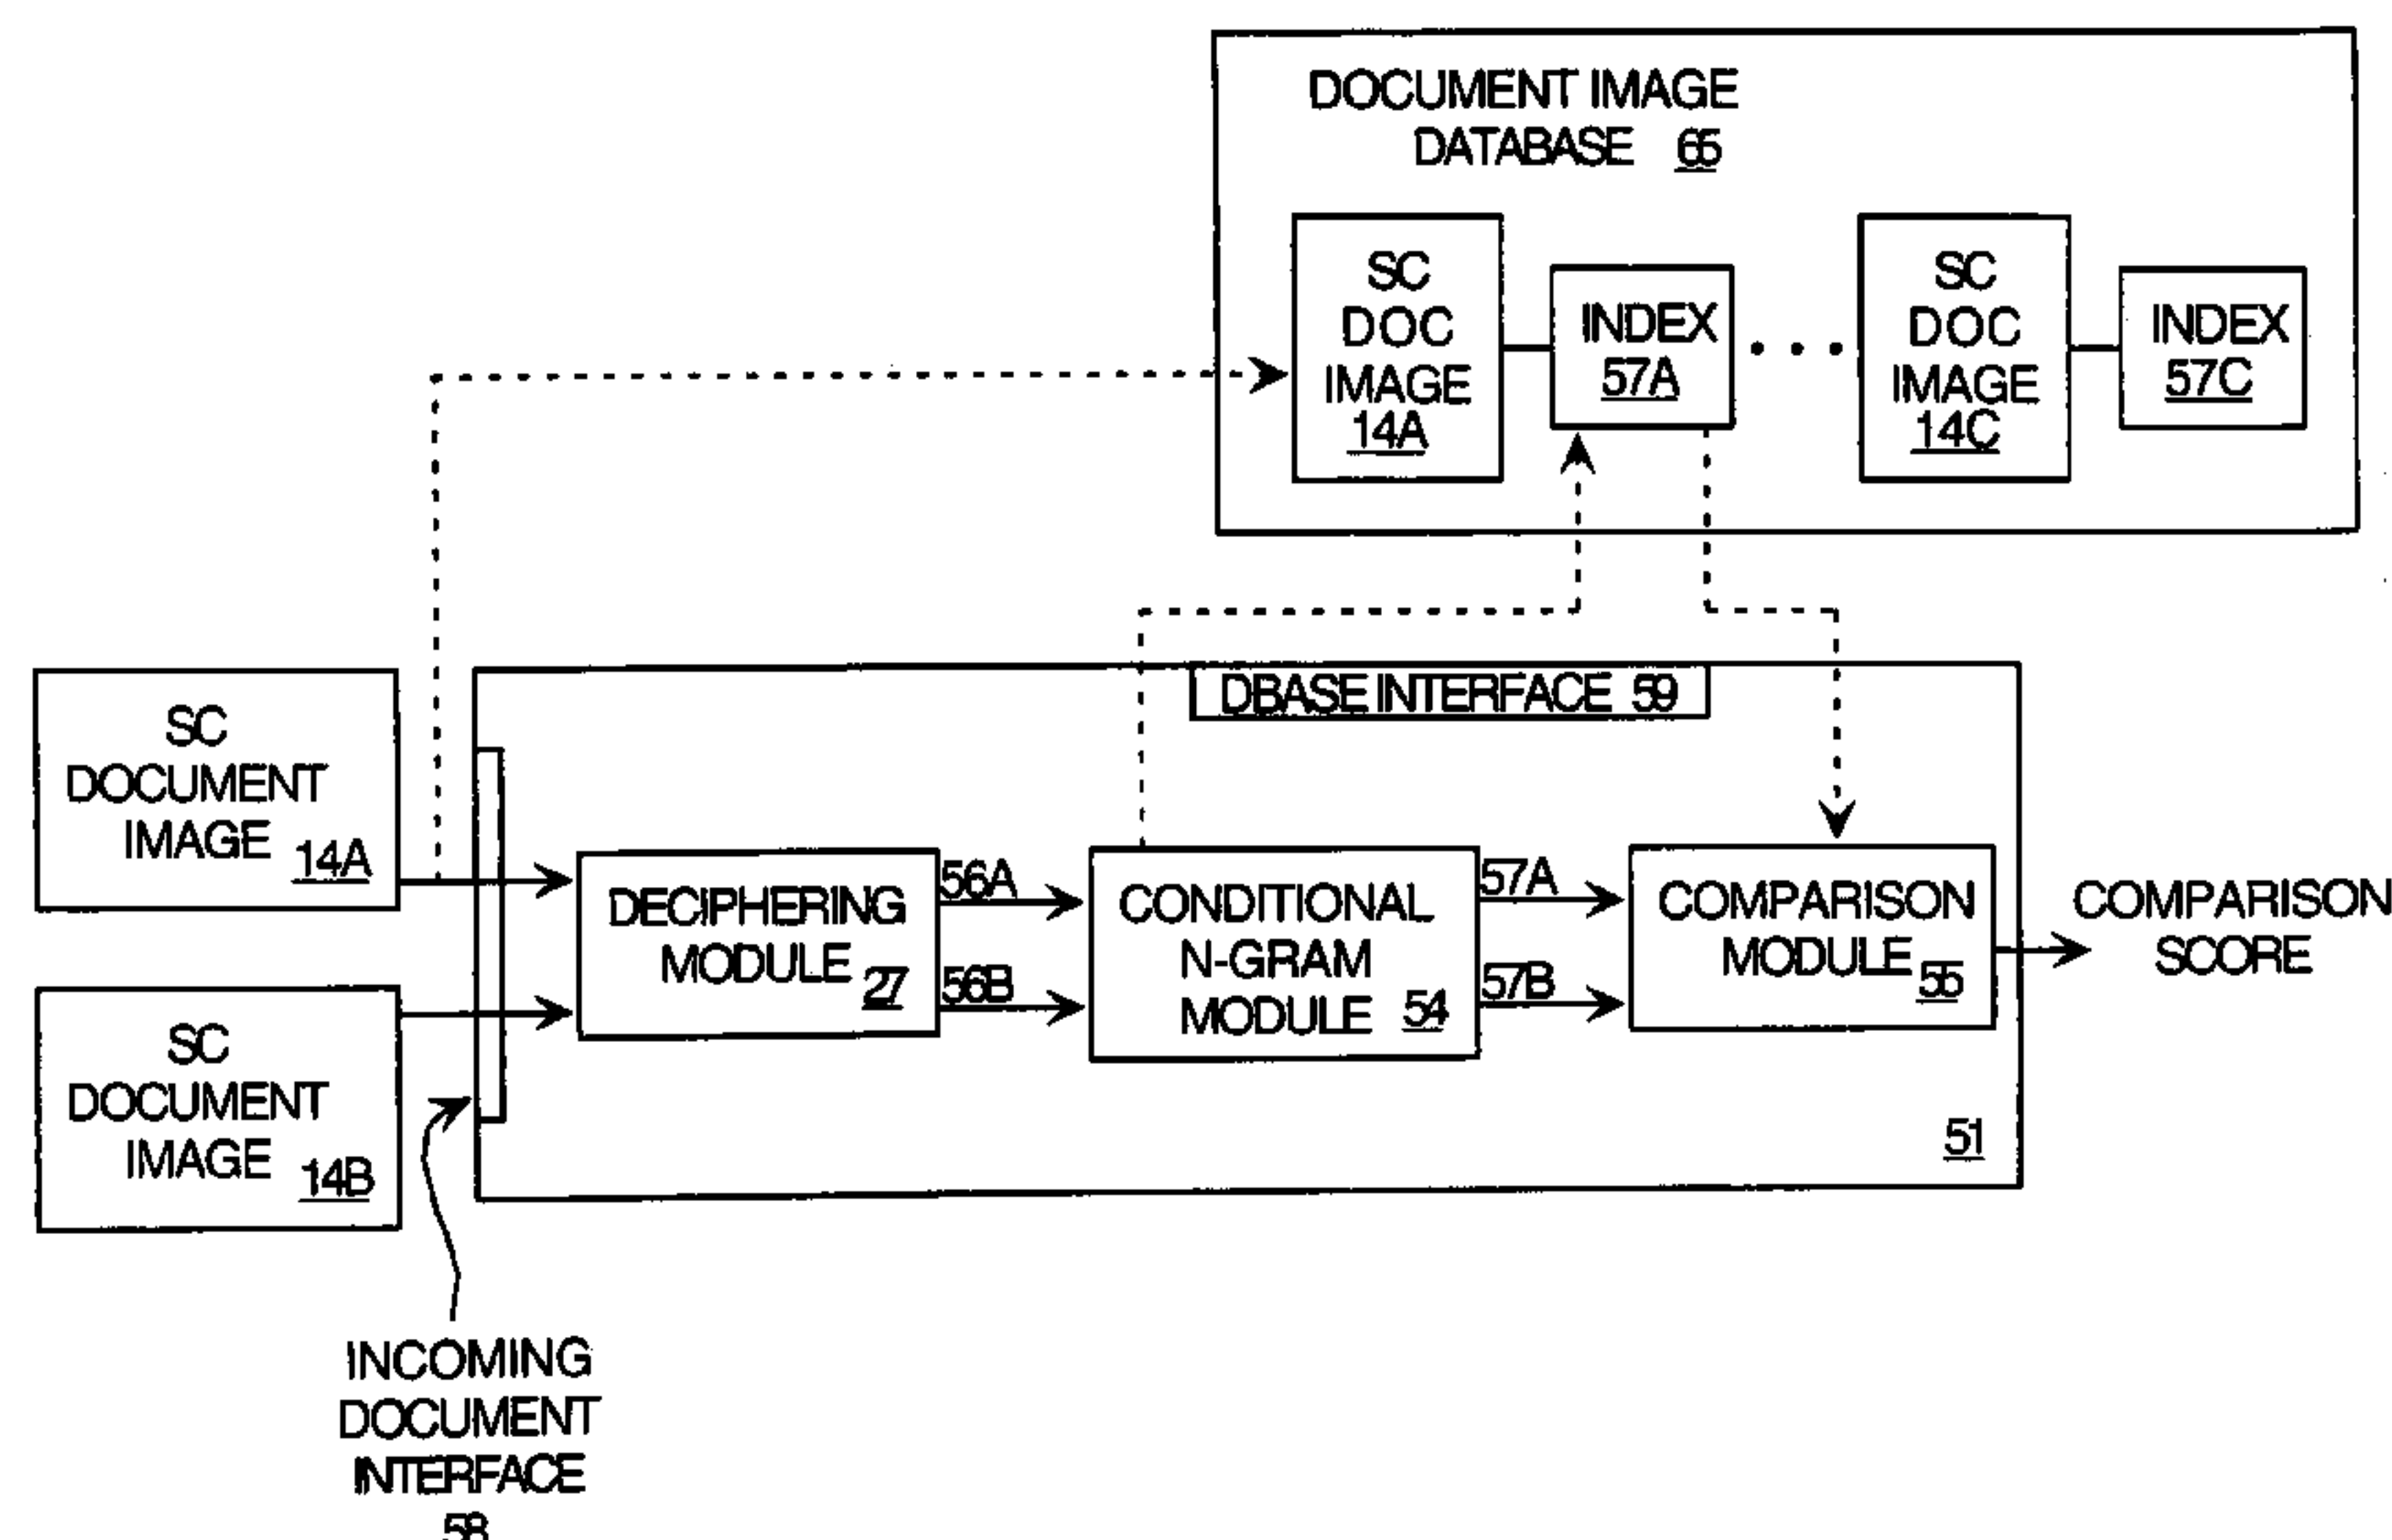 DOCUMENT IMAGE
DATABASE 65
SC
DOC
IMAGE
14A
INDEX
57A
• • •
SC
DOC
IMAGE
14C
INDEX
57C
DBASE INTERFACE 59
SC
DOCUMENT
IMAGE 14A
SC
DOCUMENT
IMAGE 14B
DECIPHERING
MODULE 27
56A
56B
CONDITIONAL
N-GRAM
MODULE 54
57A
57B
COMPARISON
MODULE 55
COMPARISON
SCORE
51
INCOMING
DOCUMENT
INTERFACE
58